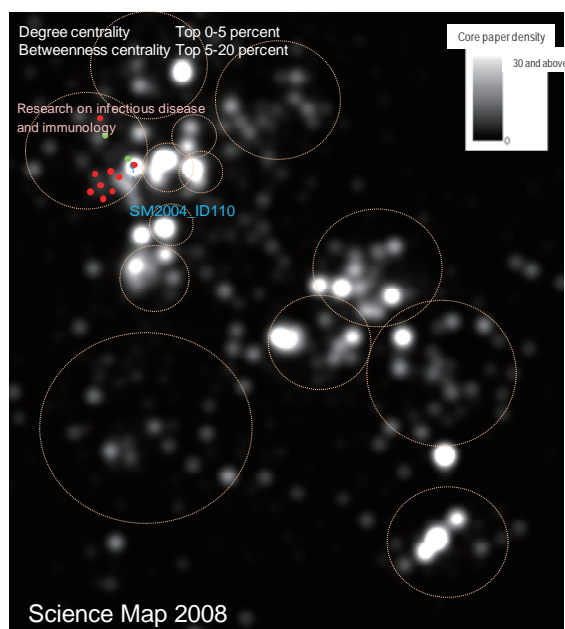 Degree centrality Top 0-5 percent
Betweenness centrality Top 5-20 percent
Core paper density
30 and above
0
Research on infectious disease
and immunology
SM2004_ID110
Science Map 2008